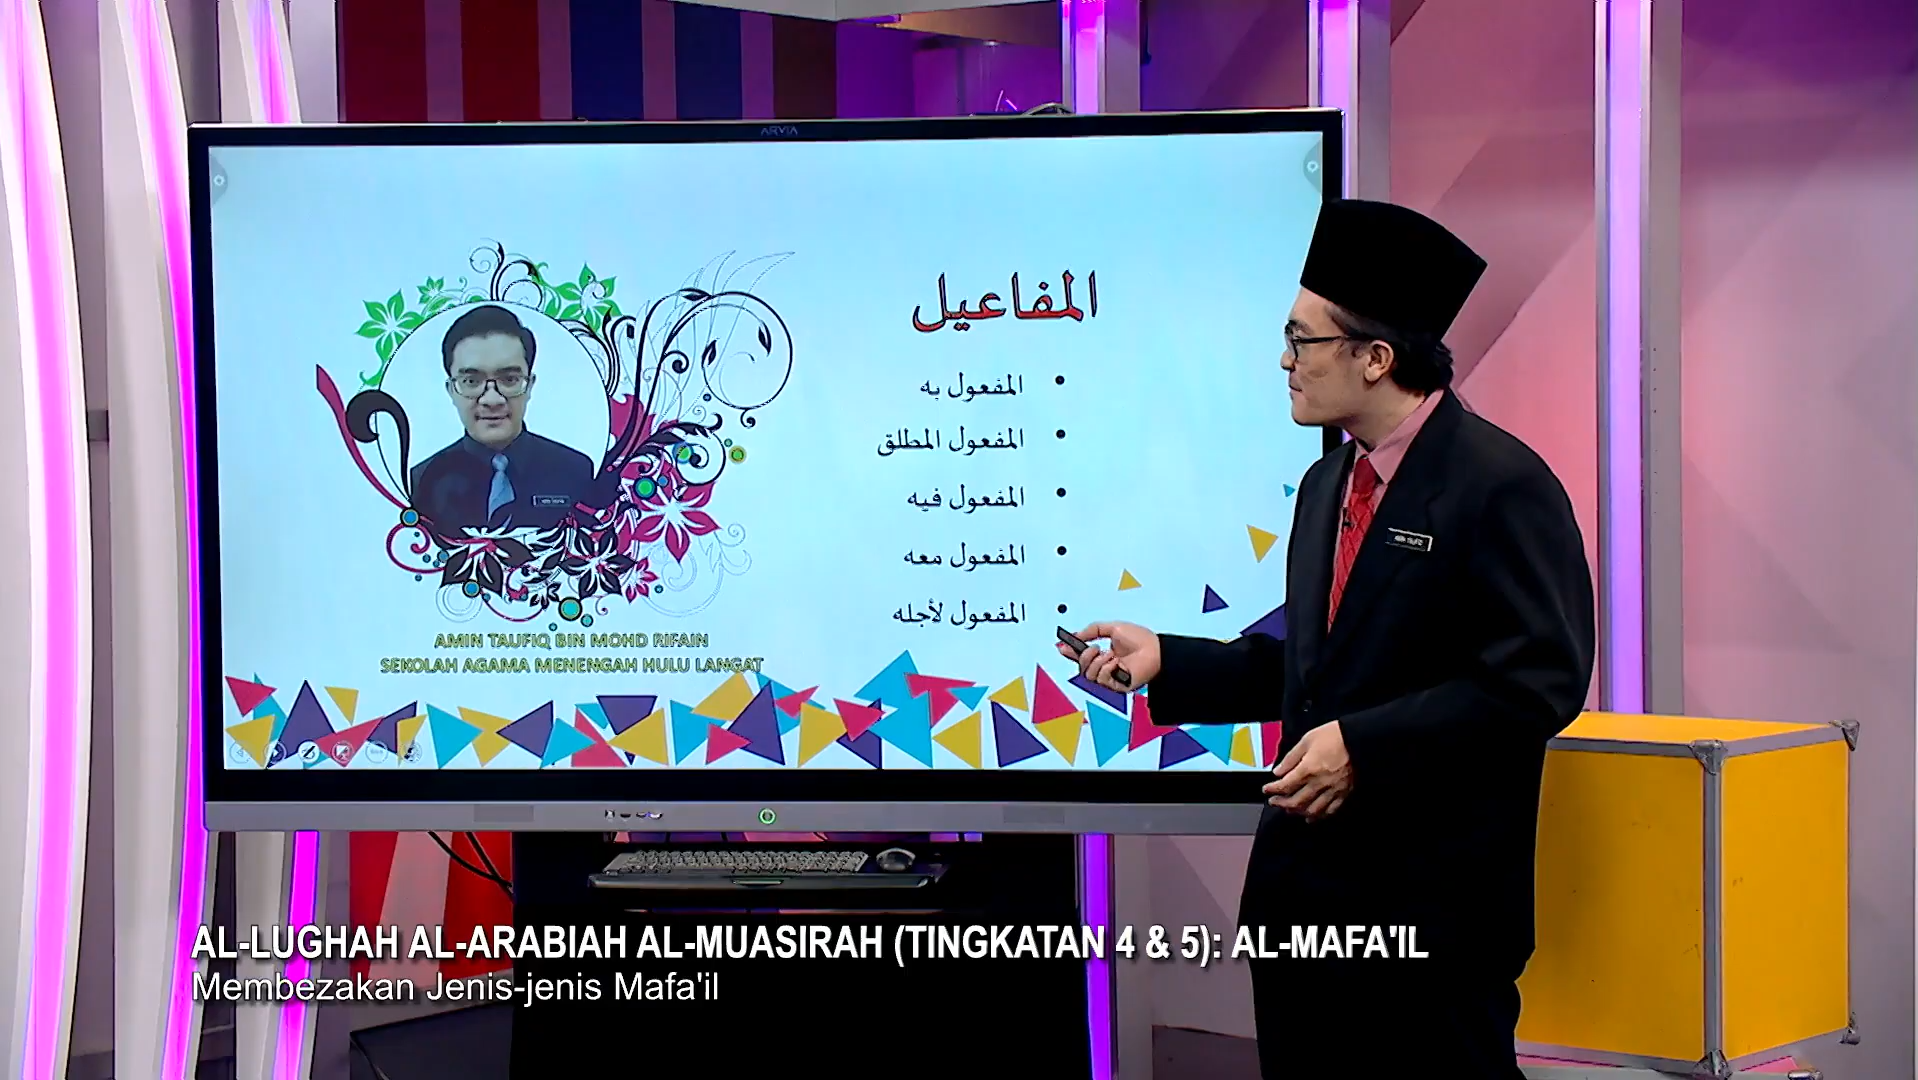 ARVIA
المفاعيل
• المفعول به
• المفعول المطلق
• المفعول فيه
• المفعول معه
• المفعول لأجله
AMIN TAUFIQ BIN MOHD RIFAIN
SEKOLAH AGAMA MENENGAH HULU LANGAT
AL-LUGHAH AL-ARABIAH AL-MUASIRAH (TINGKATAN 4 & 5): AL-MAFA'IL
Membezakan Jenis-jenis Mafa'il